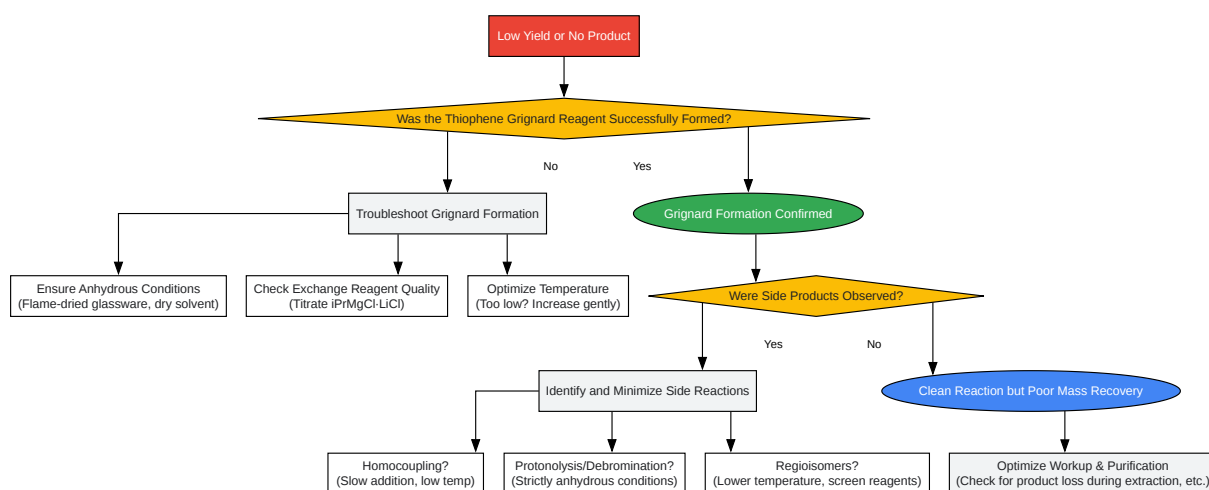 Low Yield or No Product
Was the Thiophene Grignard Reagent Successfully Formed?
No
Yes
Troubleshoot Grignard Formation
Grignard Formation Confirmed
Ensure Anhydrous Conditions
(Flame-dried glassware, dry solvent)
Check Exchange Reagent Quality
(Titrate iPrMgCl·LiCl)
Optimize Temperature
(Too low? Increase gently)
Were Side Products Observed?
Yes
No
Identify and Minimize Side Reactions
Clean Reaction but Poor Mass Recovery
Homocoupling?
(Slow addition, low temp)
Protonolysis/Debromination?
(Strictly anhydrous conditions)
Regioisomers?
(Lower temperature, screen reagents)
Optimize Workup & Purification
(Check for product loss during extraction, etc.)